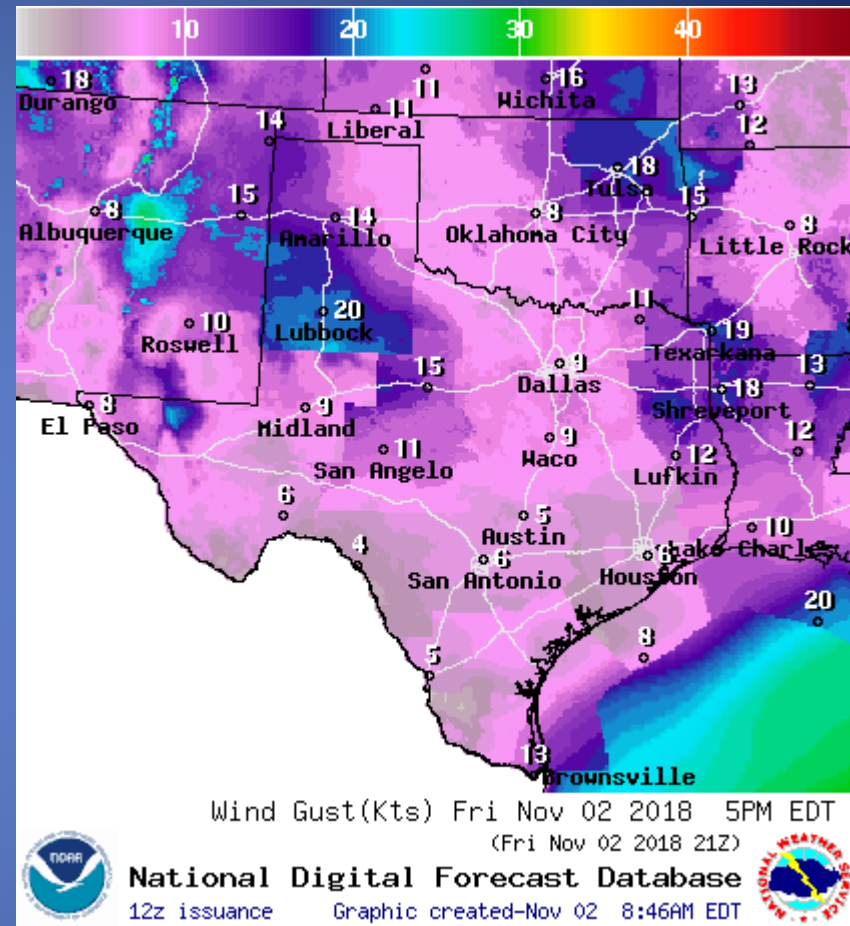 10 20 30 40
18 Durango
11
16 Wichita
13
11 Liberal
14
12
18 Tulsa
8 Albuquerque
15
14 Amarillo
8 Oklahoma City
15
8 Little Rock
20 Lubbock
10 Roswell
11
19 Texarkana
15
9 Dallas
18 Shreveport
13
8 El Paso
9 Midland
11 San Angelo
9 Waco
12 Lufkin
12
6
5 Austin
10 Lake Charle
4
6 San Antonio
6 Houston
20
8
5
13 Brownsville
Wind Gust(Kts) Fri Nov 02 2018 5PM EDT
(Fri Nov 02 2018 21Z)
National Digital Forecast Database
12z issuance Graphic created-Nov 02 8:46AM EDT
NOAA
NATIONAL WEATHER SERVICE